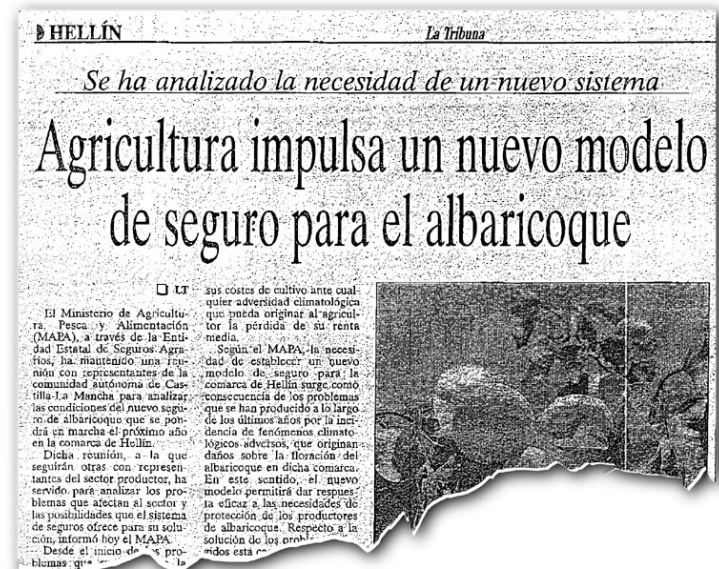 HELLÍN
La Tribuna
Se ha analizado la necesidad de un nuevo sistema
Agricultura impulsa un nuevo modelo
de seguro para el albaricoque
LT
El Ministerio de Agricultu-
ra, Pesca y Alimentación
(MAPA), a través de la Enti-
dad Estatal de Seguros Agra-
rios, ha mantenido una reu-
nión con representantes de la
comunidad autónoma de Cas-
tilla-La Mancha para analizar
las condiciones del nuevo segu-
ro de albaricoque que se pon-
drá en marcha el próximo año
en la comarca de Hellín.
Dicha reunión, a la que
seguirán otras con represen-
tantes del sector productor, ha
servido para analizar los pro-
blemas que afectan al sector y
las posibilidades que el sistema
de seguros ofrece para su solu-
ción, informó hoy el MAPA.
Desde el inicio de pro-
blemas que la
sus costes de cultivo ante cual-
quier adversidad climatológica
que pueda originar al agricul-
tor la pérdida de su renta
media.
Según el MAPA, la necesi-
dad de establecer un nuevo
modelo de seguro para la
comarca de Hellín surge como
consecuencia de los problemas
que se han producido a lo largo
de los últimos años por la inci-
dencia de fenómenos climato-
lógicos adversos, que originan
daños sobre la floración del
albaricoque en dicha comarca.
En este sentido, el nuevo
modelo permitirá dar respues-
ta eficaz a las necesidades de
protección de los productores
de albaricoque. Respecto a la
solución de los
está